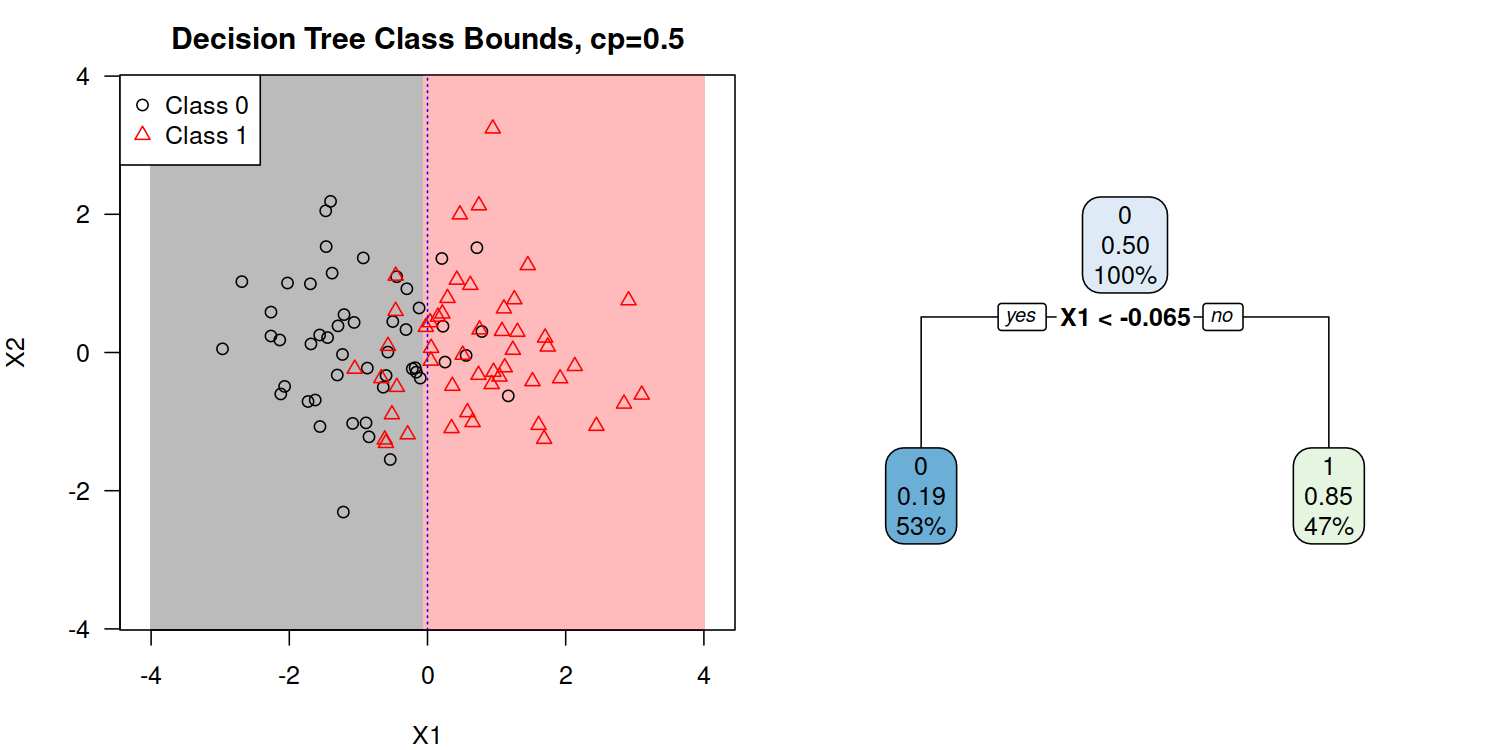 Decision Tree Class Bounds, cp=0.5
Class 0
Class 1
4
2
0
-2
-4
X2
-4
-2
0
2
4
X1
0
0.50
100%
yes
X1 < -0.065
no
0
0.19
53%
1
0.85
47%